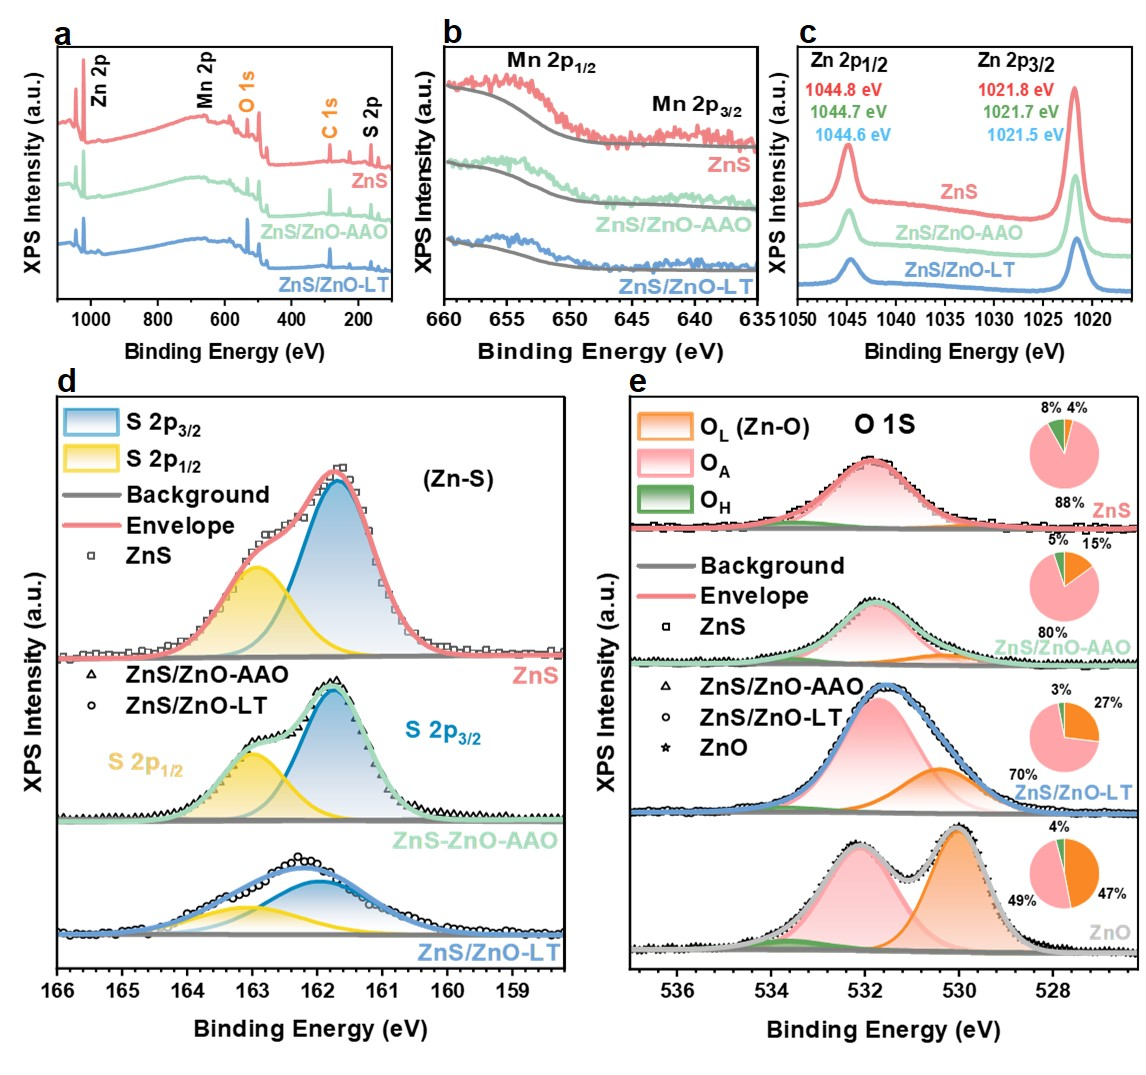 a
XPS Intensity (a.u.)
Zn 2p
Mn 2p
O 1s
C 1s
S 2p
ZnS
ZnS/ZnO-AAO
ZnS/ZnO-LT
1000 800 600 400 200
Binding Energy (eV)
b
XPS Intensity (a.u.)
Mn 2p1/2
Mn 2p3/2
ZnS
ZnS/ZnO-AAO
ZnS/ZnO-LT
660 655 650 645 640 635
Binding Energy (eV)
c
Zn 2p1/2 Zn 2p3/2
1044.8 eV 1021.8 eV
1044.7 eV 1021.7 eV
1044.6 eV 1021.5 eV
ZnS
ZnS/ZnO-AAO
ZnS/ZnO-LT
1050 1045 1040 1035 1030 1025 1020
Binding Energy (eV)
d
XPS Intensity (a.u.)
S 2p3/2
S 2p1/2
Background
Envelope
ZnS
(Zn-S)
ZnS
ZnS/ZnO-AAO
ZnS/ZnO-LT
S 2p1/2
S 2p3/2
ZnS-ZnO-AAO
ZnS/ZnO-LT
166 165 164 163 162 161 160 159
Binding Energy (eV)
e
XPS Intensity (a.u.)
OL (Zn-O)
OA
OH
O 1S
8% 4%
88%
ZnS
Background
Envelope
ZnS
5% 15%
80%
ZnS/ZnO-AAO
ZnS/ZnO-AAO
ZnS/ZnO-LT
ZnO
3% 27%
70%
ZnS/ZnO-LT
4%
49% 47%
ZnO
536 534 532 530 528
Binding Energy (eV)